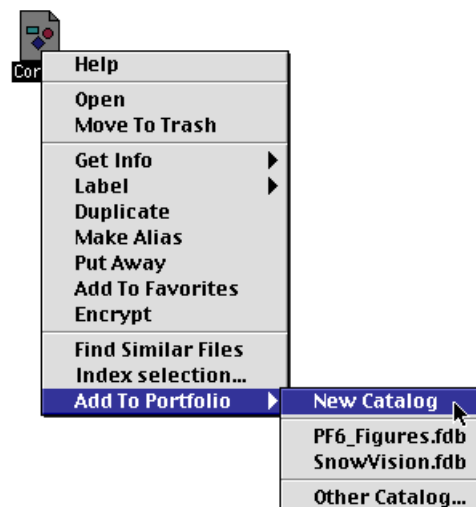 Cor
Help
Open
Move To Trash
Get Info
Label
Duplicate
Make Alias
Put Away
Add To Favorites
Encrypt
Find Similar Files
Index selection...
Add To Portfolio
New Catalog
PF6_Figures.fdb
SnowVision.fdb
Other Catalog...